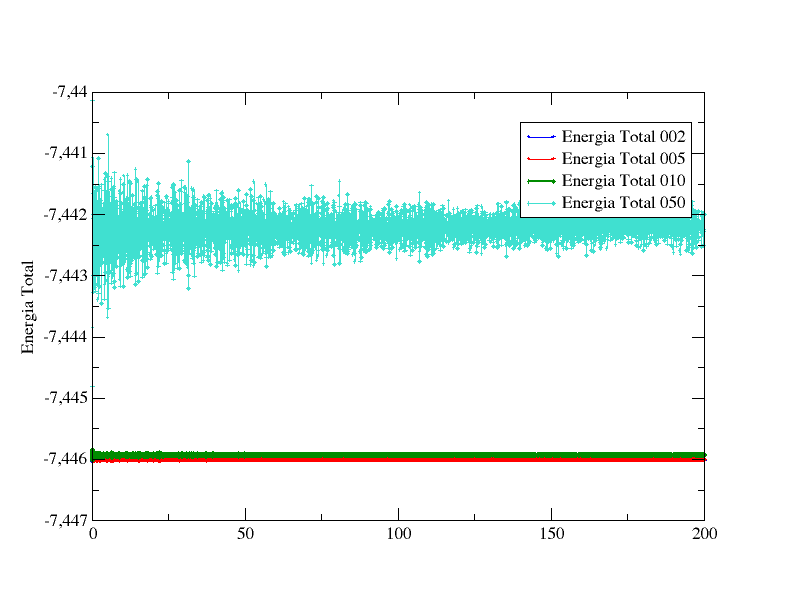 -7,44
-7,441
-7,442
-7,443
-7,444
-7,445
-7,446
-7,447
Energia Total
0
50
100
150
200
Energia Total 002
Energia Total 005
Energia Total 010
Energia Total 050